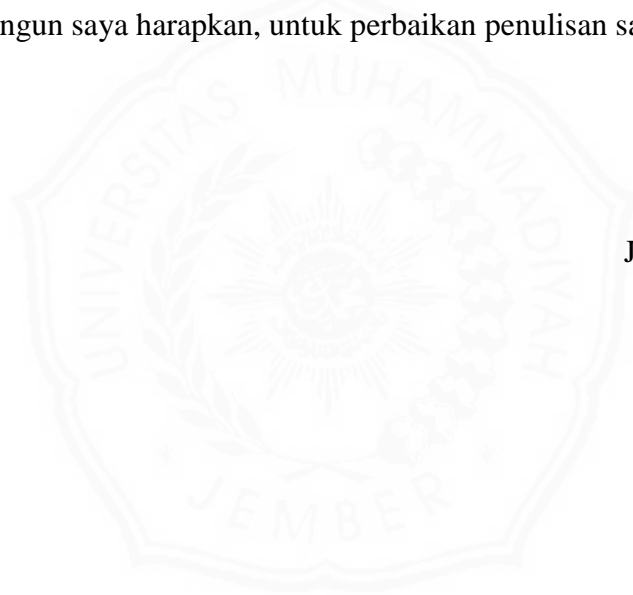 ngun saya harapkan, untuk perbaikan penulisan sa
J
UNIVERSITAS MUHAMMADIYAH
JEMBER